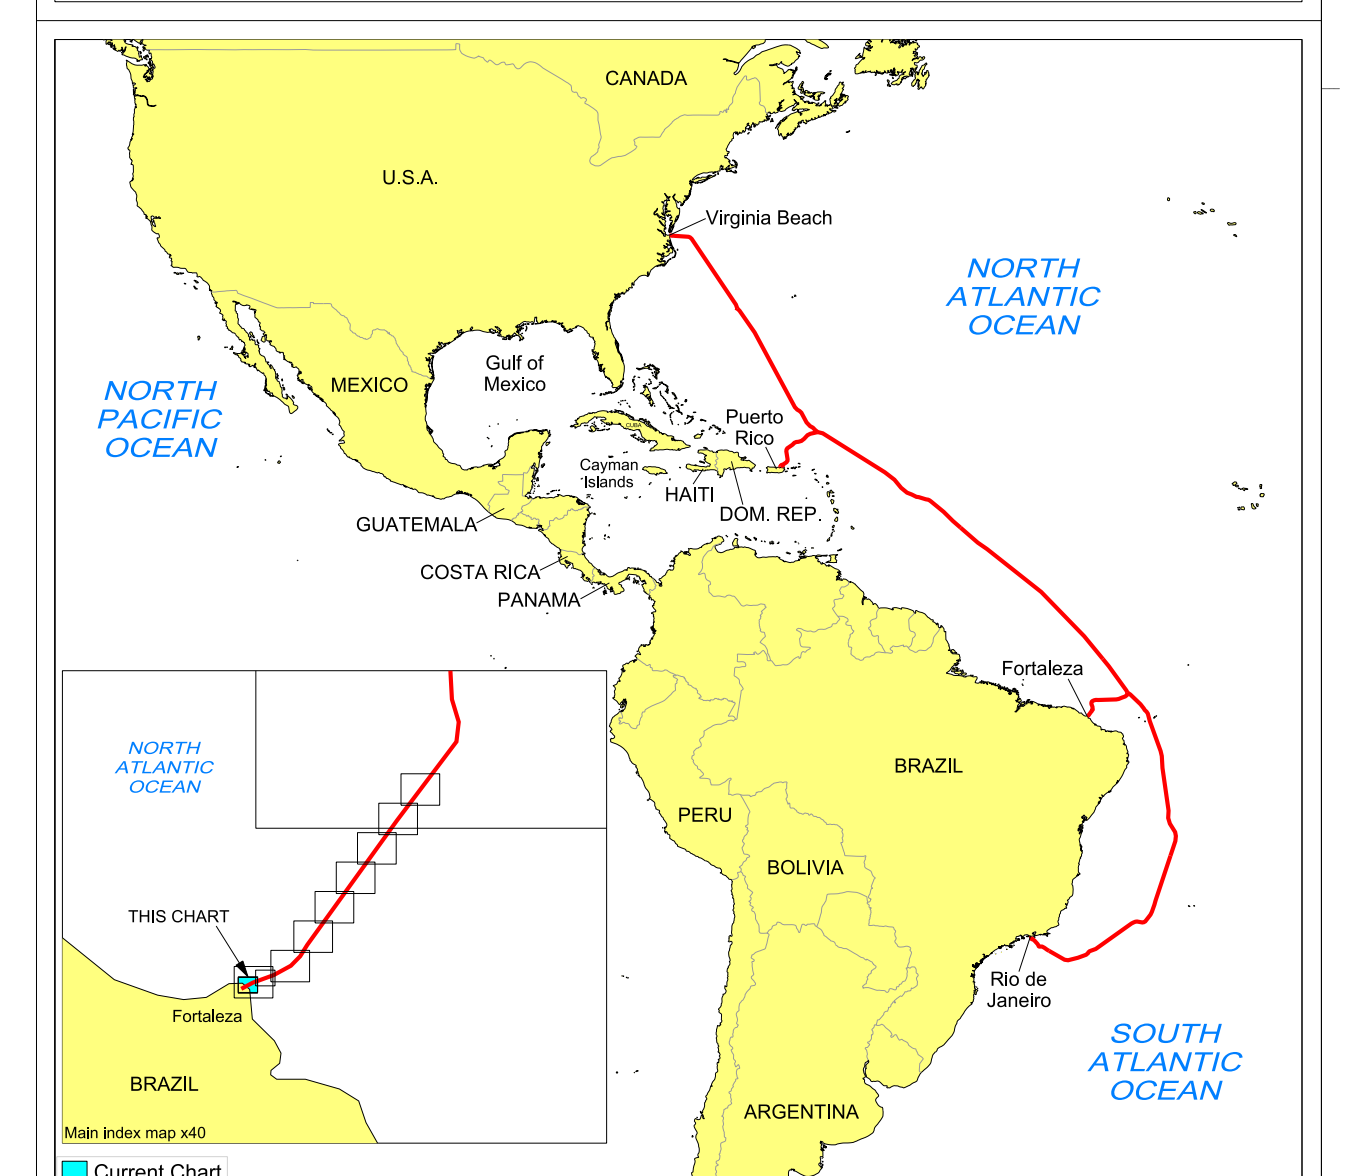 CANADA
U.S.A.
Virginia Beach
NORTH
ATLANTIC
OCEAN
Gulf of
Mexico
MEXICO
NORTH
PACIFIC
OCEAN
Puerto
Rico
CUBA
Cayman
Islands
HAITI
DOM. REP.
GUATEMALA
COSTA RICA
PANAMA
Fortaleza
BRAZIL
PERU
BOLIVIA
Rio de
Janeiro
SOUTH
ATLANTIC
OCEAN
ARGENTINA
NORTH
ATLANTIC
OCEAN
THIS CHART
Fortaleza
BRAZIL
Main index map x40
Current Chart